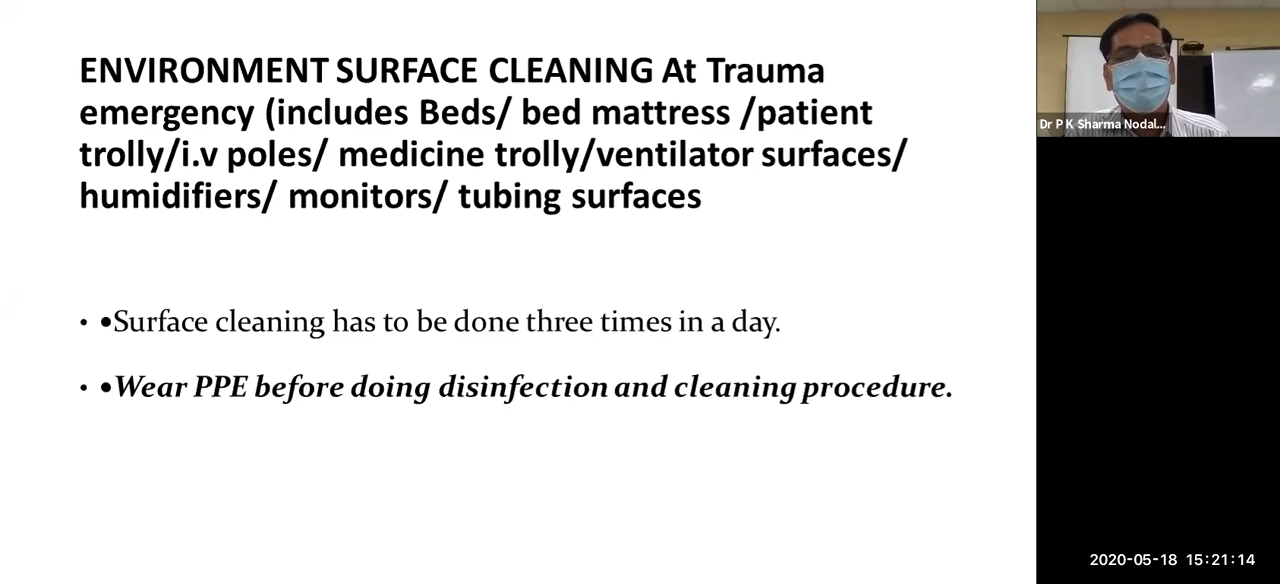 ENVIRONMENT SURFACE CLEANING At Trauma
emergency (includes Beds/ bed mattress /patient
trolly/i.v poles/ medicine trolly/ventilator surfaces/
humidifiers/ monitors/ tubing surfaces
• •Surface cleaning has to be done three times in a day.
• •Wear PPE before doing disinfection and cleaning procedure.
Dr P K Sharma Nodal...
2020-05-18 15:21:14